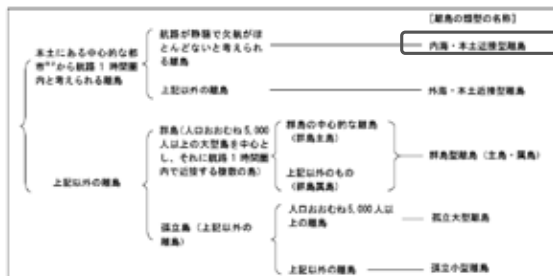 ［離島の類型の名称］
本土にある中心的な都
市**から航路1時間圏
内と考えられる離島
航路が静穏で欠航がほ
とんどないと考えられ
る離島
内海・本土近接型離島
上記以外の離島
外海・本土近接型離島
上記以外の離島
群島(人口おおむね5,000
人以上の大型島を中心と
し、それに航路1時間圏
内で近接する複数の島)
群島の中心的な離島
(群島主島)
上記以外のもの
(群島属島)
群島型離島（主島・属島）
孤立島（上記以外の
離島）
人口おおむね5,000人以
上の離島
孤立大型離島
上記以外の離島
孤立小型離島